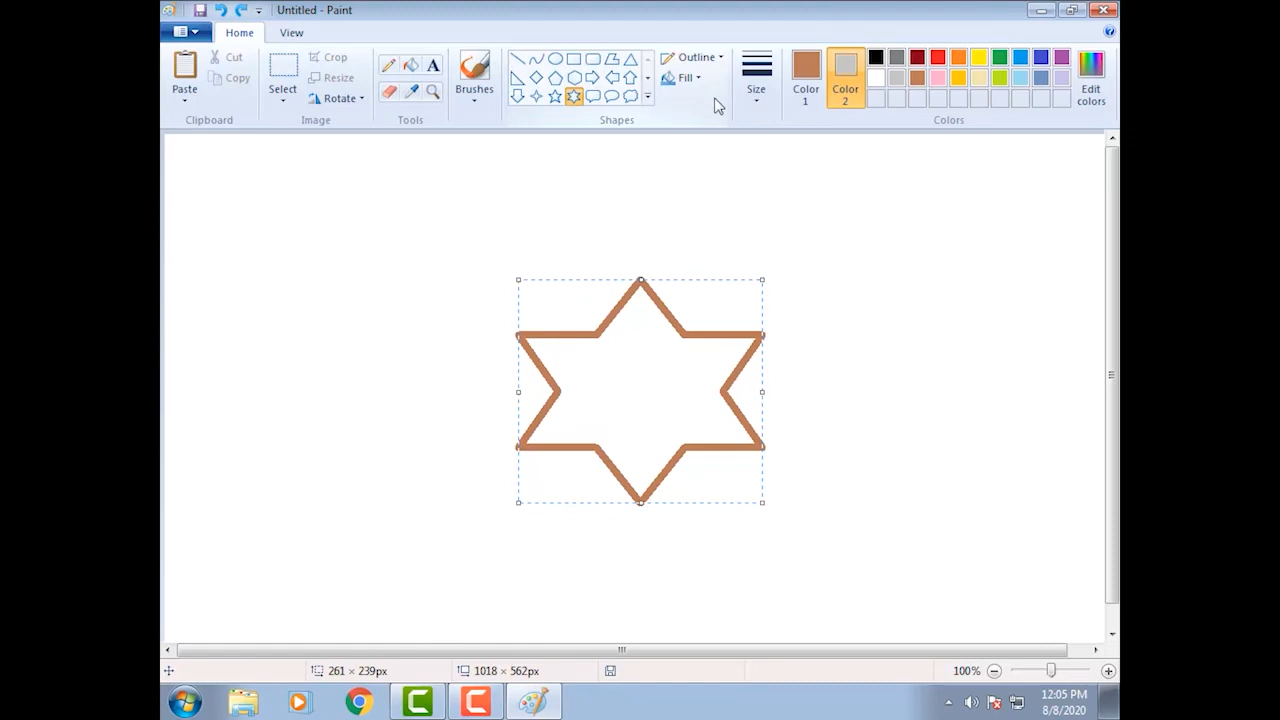 Untitled - Paint
Home View
Paste
Cut
Copy
Clipboard
Select
Crop
Resize
Rotate
Image
A
Tools
Brushes
Outline
Fill
Shapes
Size
Color 1
Color 2
Edit colors
Colors
261 × 239px
1018 × 562px
100%
12:05 PM
8/8/2020